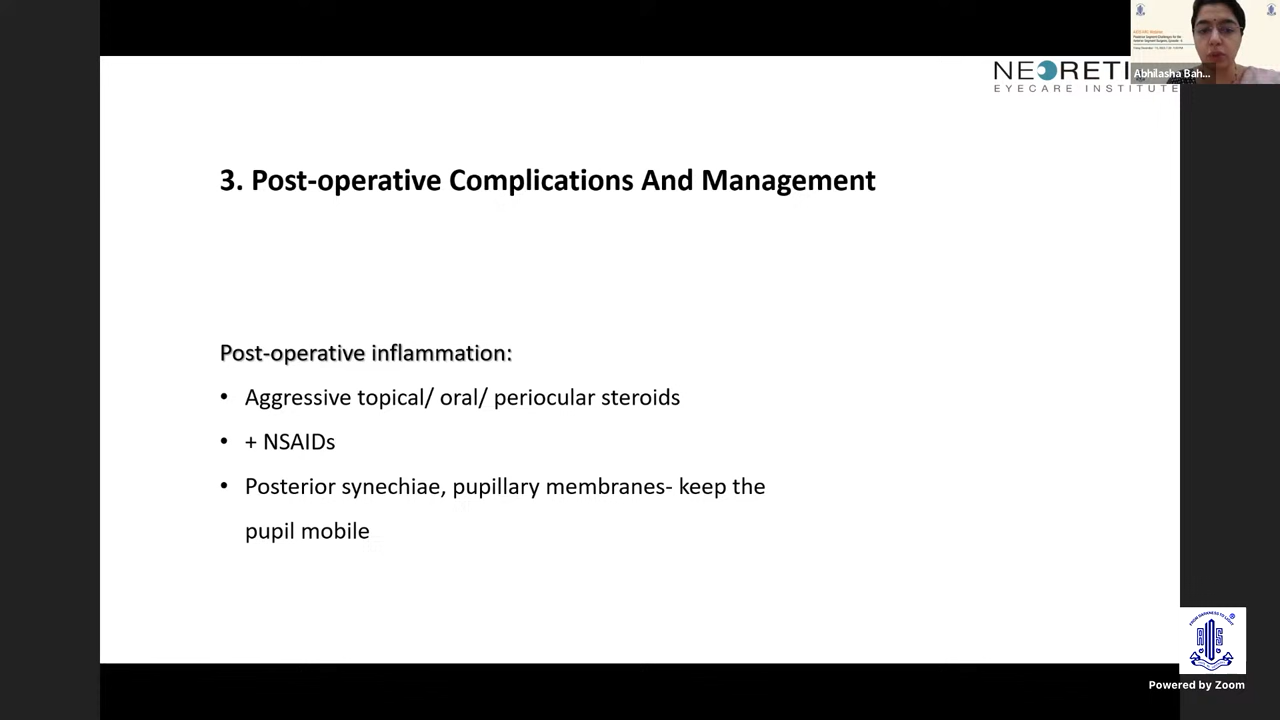 NEORETI
EYECARE INSTITUTE
Abhilasha Bah...
3. Post-operative Complications And Management
Post-operative inflammation:
• Aggressive topical/ oral/ periocular steroids
• + NSAIDs
• Posterior synechiae, pupillary membranes- keep the
pupil mobile
Powered by Zoom